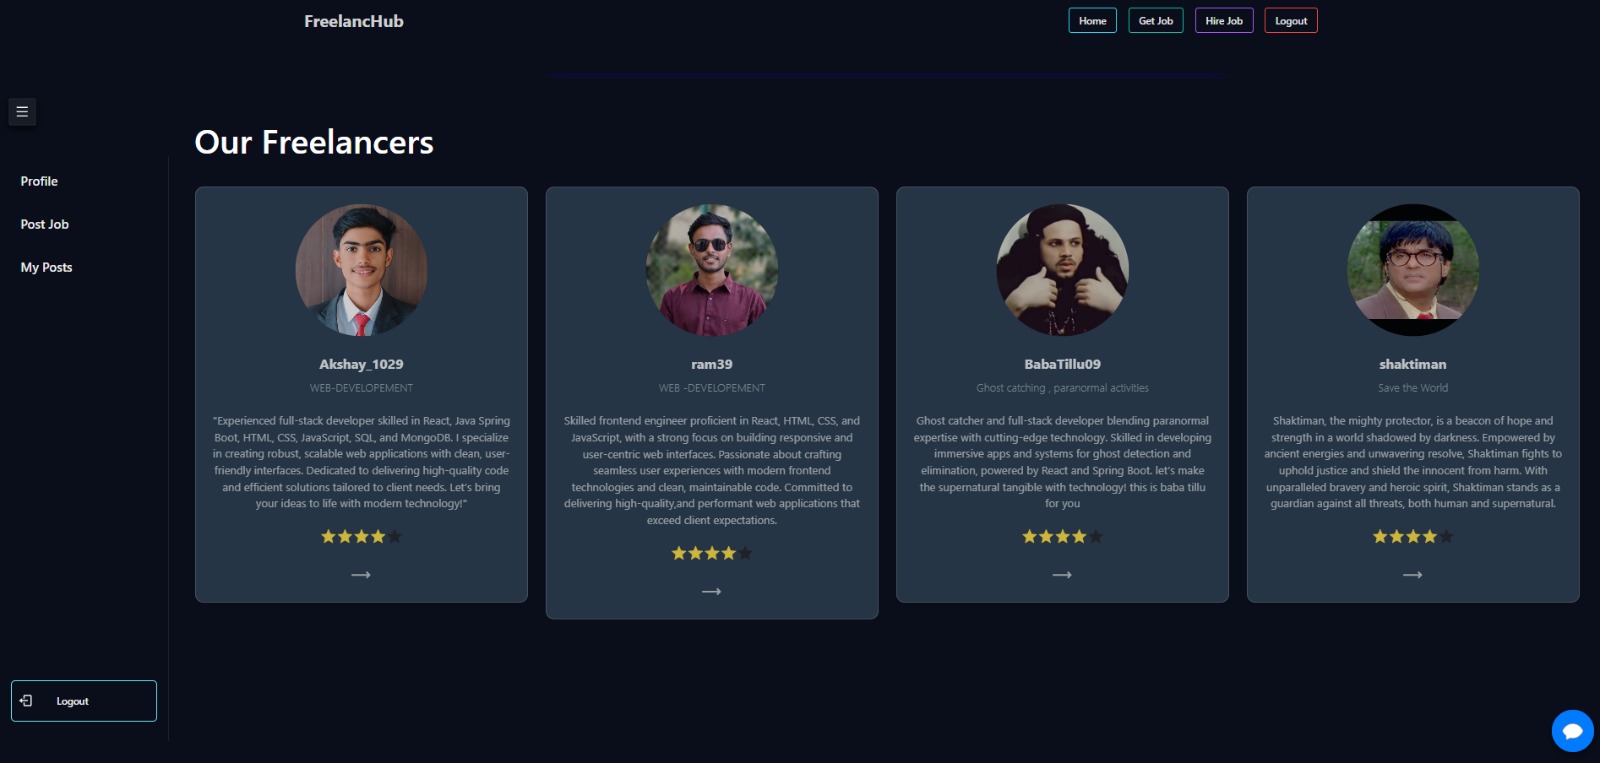 FreelancHub
Home
Get Job
Hire Job
Logout
Our Freelancers
Profile
Post Job
My Posts
Akshay_1029
WEB-DEVELOPEMENT
"Experienced full-stack developer skilled in React, Java Spring
Boot, HTML, CSS, JavaScript, SQL, and MongoDB. I specialize
in creating robust, scalable web applications with clean, user-
friendly interfaces. Dedicated to delivering high-quality code
and efficient solutions tailored to client needs. Let's bring
your ideas to life with modern technology!"
ram39
WEB -DEVELOPEMENT
Skilled frontend engineer proficient in React, HTML, CSS, and
JavaScript, with a strong focus on building responsive and
user-centric web interfaces. Passionate about crafting
seamless user experiences with modern frontend
technologies and clean, maintainable code. Committed to
delivering high-quality,and performant web applications that
exceed client expectations.
BabaTillu09
Ghost catching , paranormal activities
Ghost catcher and full-stack developer blending paranormal
expertise with cutting-edge technology. Skilled in developing
immersive apps and systems for ghost detection and
elimination, powered by React and Spring Boot. let's make
the supernatural tangible with technology! this is baba tillu
for you
shaktiman
Save the World
Shaktiman, the mighty protector, is a beacon of hope and
strength in a world shadowed by darkness. Empowered by
ancient energies and unwavering resolve, Shaktiman fights to
uphold justice and shield the innocent from harm. With
unparalleled bravery and heroic spirit, Shaktiman stands as a
guardian against all threats, both human and supernatural.
Logout